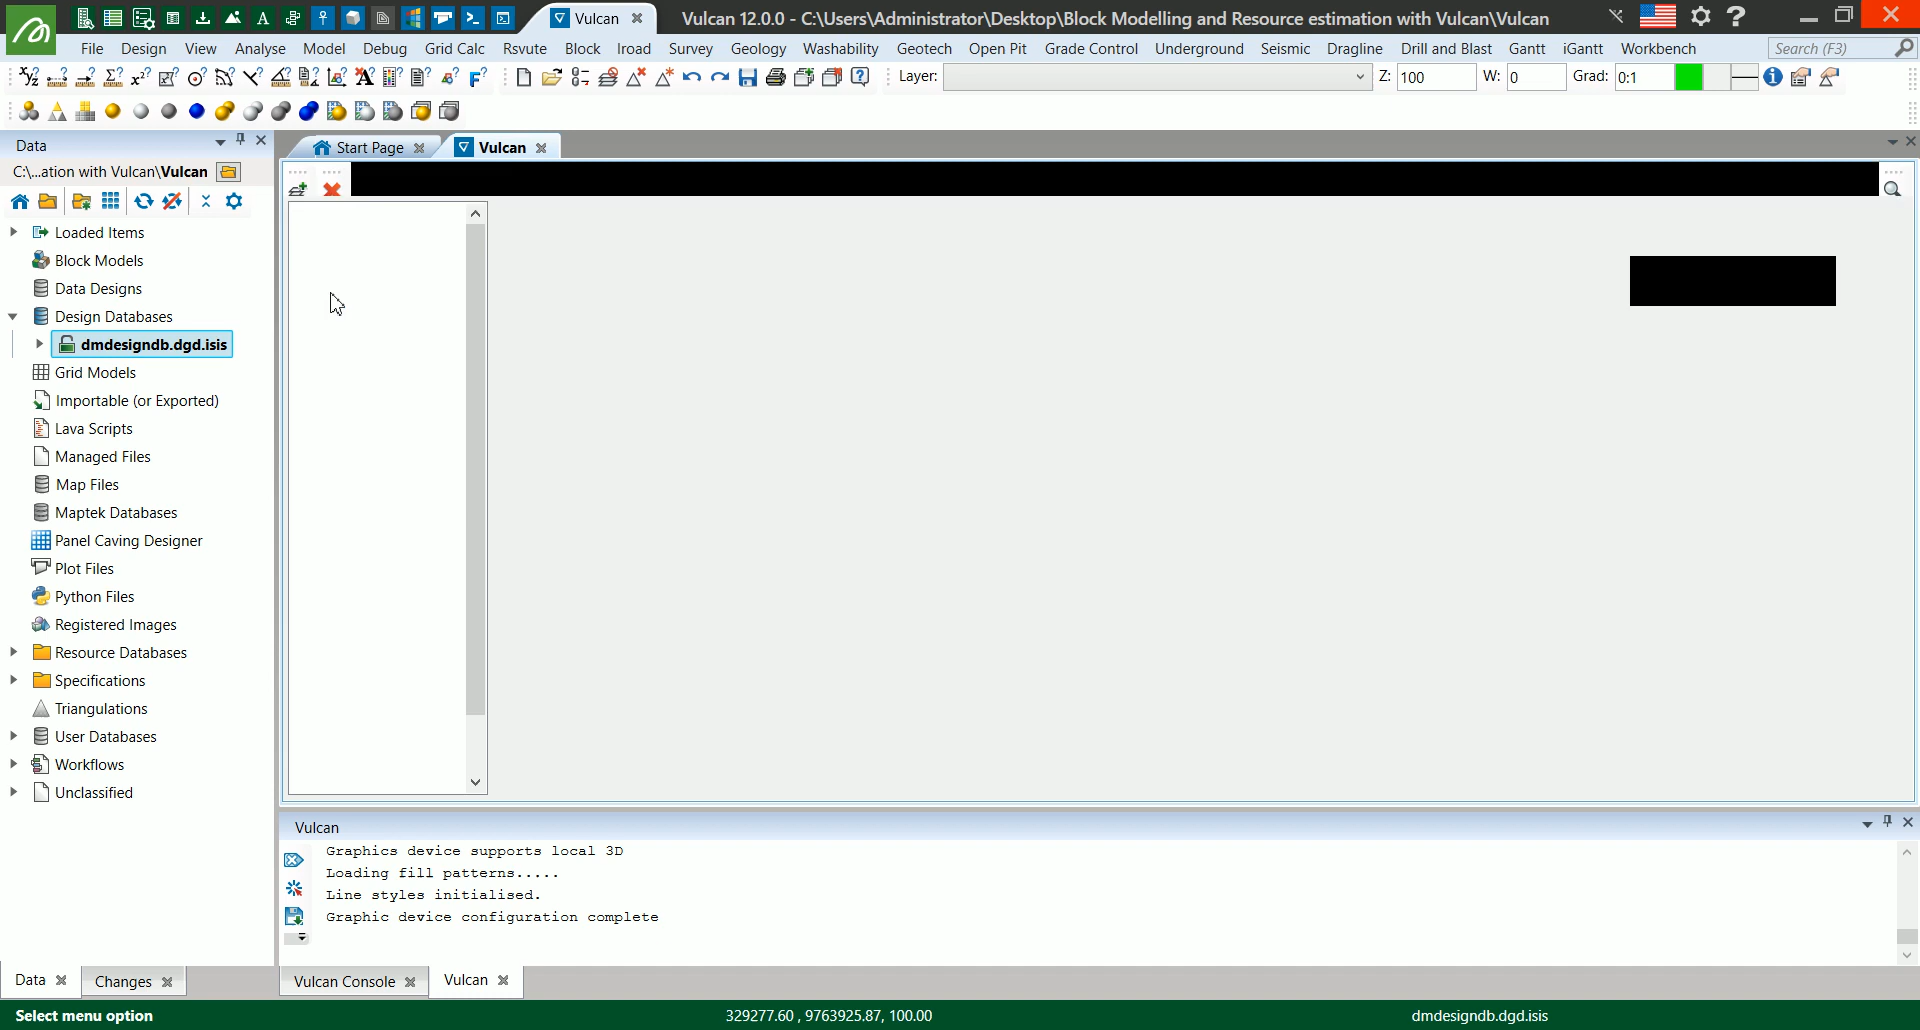 Vulcan
Vulcan 12.0.0 - C:\Users\Administrator\Desktop\Block Modelling and Resource estimation with Vulcan\Vulcan
File Design View Analyse Model Debug Grid Calc Rsvute Block Iroad Survey Geology Washability Geotech Open Pit Grade Control Underground Seismic Dragline Drill and Blast Gantt iGantt Workbench Search (F3)
Layer: Z: 100 W: 0 Grad: 0:1
Data
Start Page
Vulcan
C:\...ation with Vulcan\Vulcan
Loaded Items
Block Models
Data Designs
Design Databases
dmdesigndb.dgd.isis
Grid Models
Importable (or Exported)
Lava Scripts
Managed Files
Map Files
Maptek Databases
Panel Caving Designer
Plot Files
Python Files
Registered Images
Resource Databases
Specifications
Triangulations
User Databases
Workflows
Unclassified
Vulcan
Graphics device supports local 3D
Loading fill patterns.....
Line styles initialised.
Graphic device configuration complete
Data Changes Vulcan Console Vulcan
Select menu option 329277.60 , 9763925.87, 100.00 dmdesigndb.dgd.isis